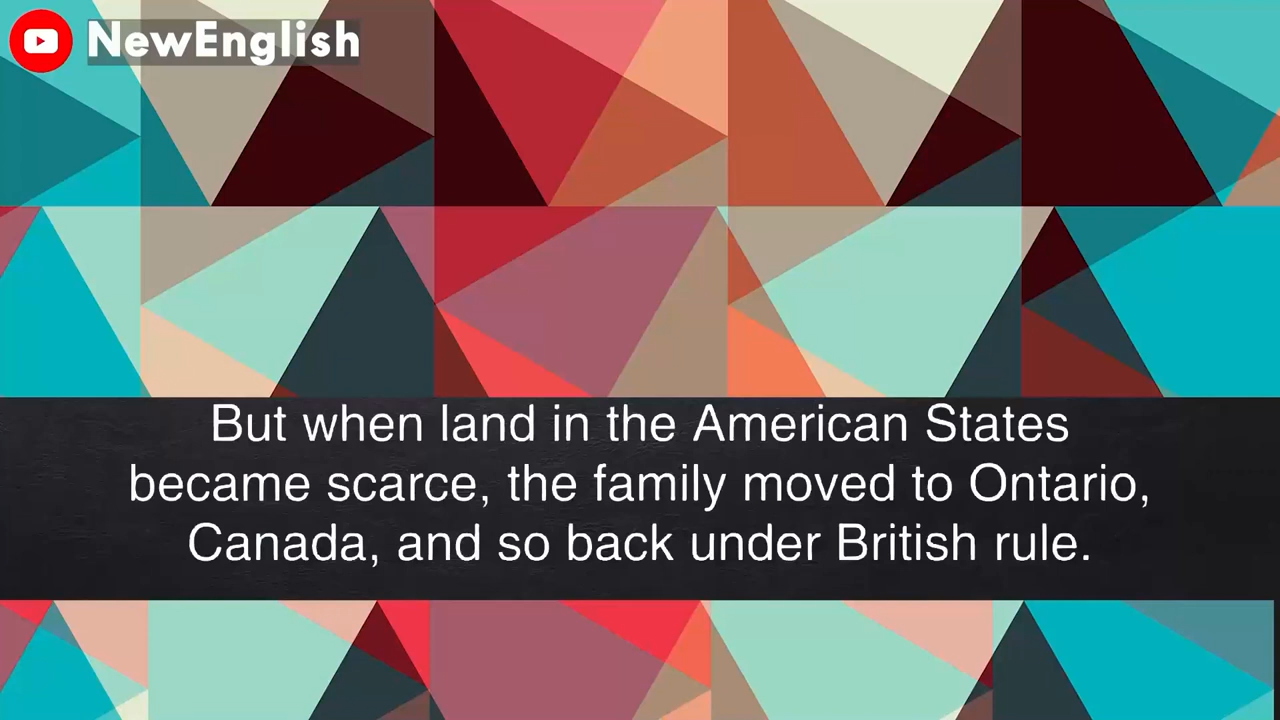 NewEnglish
But when land in the American States
became scarce, the family moved to Ontario,
Canada, and so back under British rule.